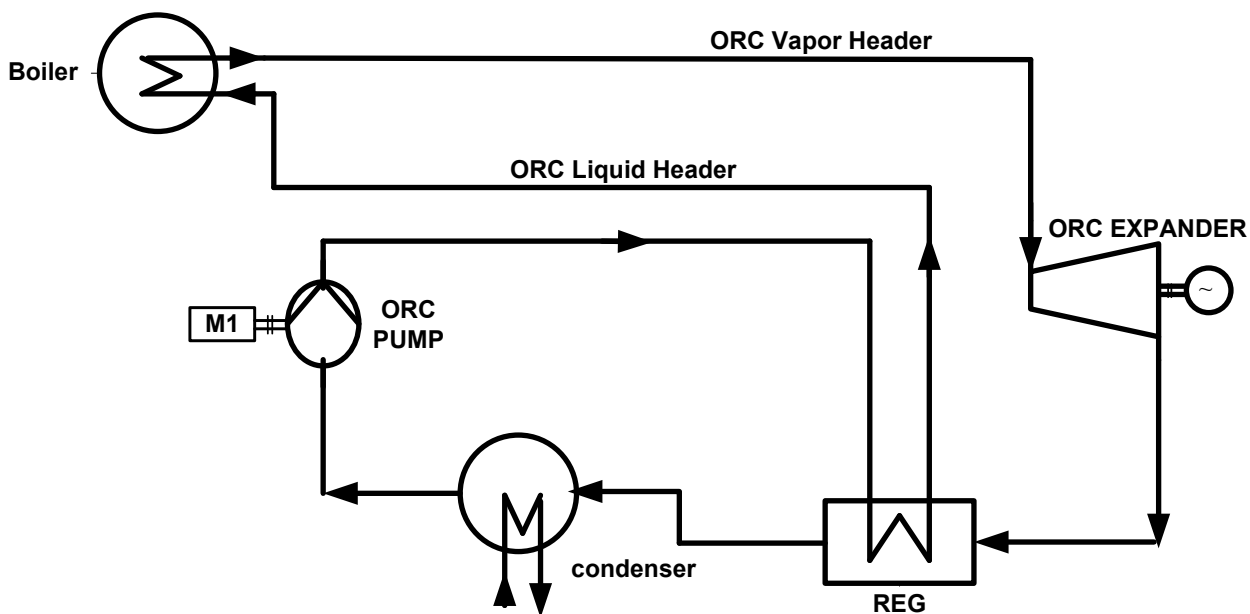 ORC Vapor Header
Boiler
ORC Liquid Header
ORC EXPANDER
~
M1
ORC
PUMP
condenser
REG